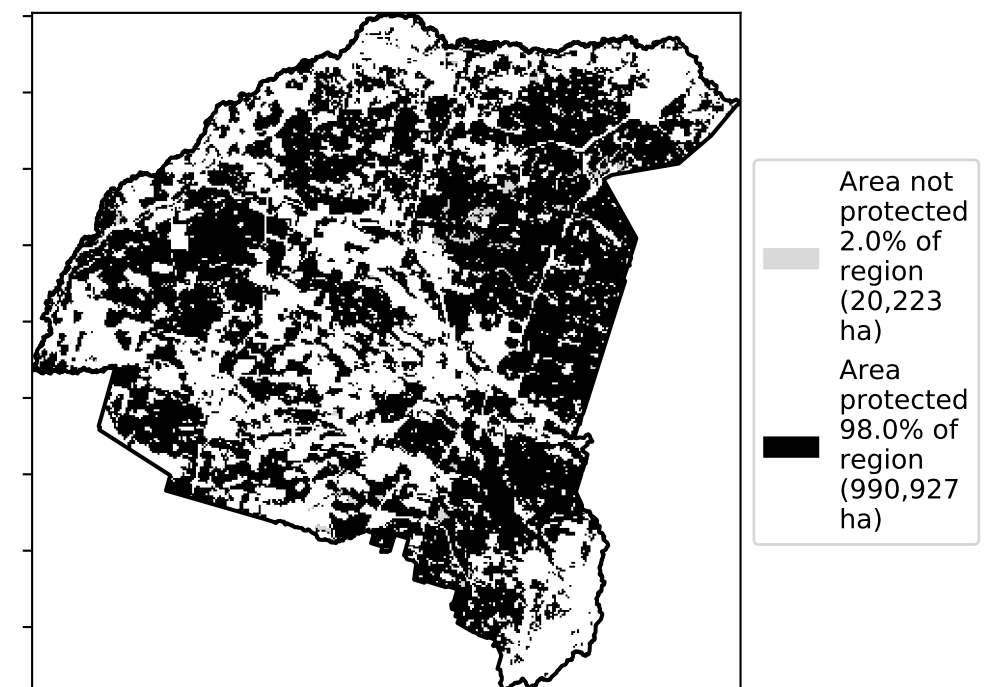 Area not
protected
2.0% of
region
(20,223
ha)
Area
protected
98.0% of
region
(990,927
ha)